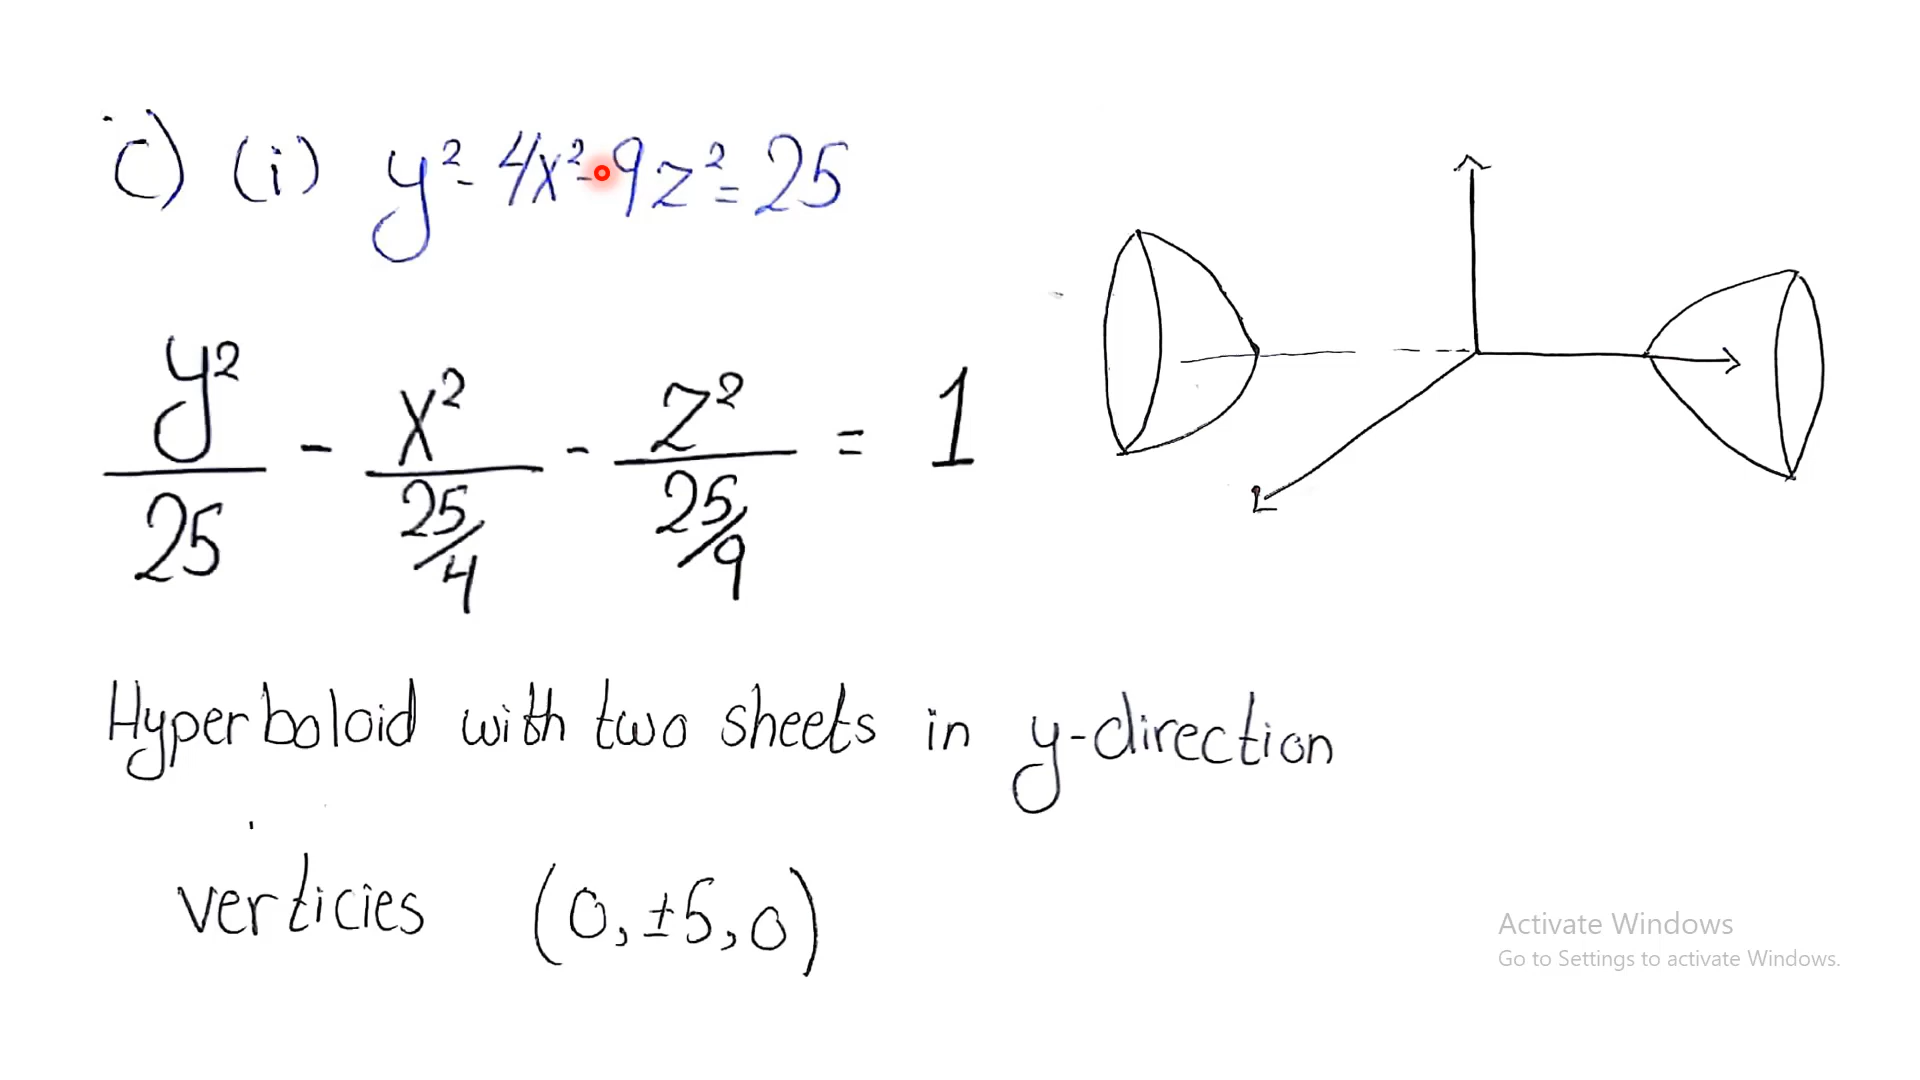 c) (i) y² - 4x² - 9z² = 25
y²/25 - x²/(25/4) - z²/(25/9) = 1
Hyperboloid with two sheets in y-direction
verticies (0, ±5, 0)
Activate Windows
Go to Settings to activate Windows.